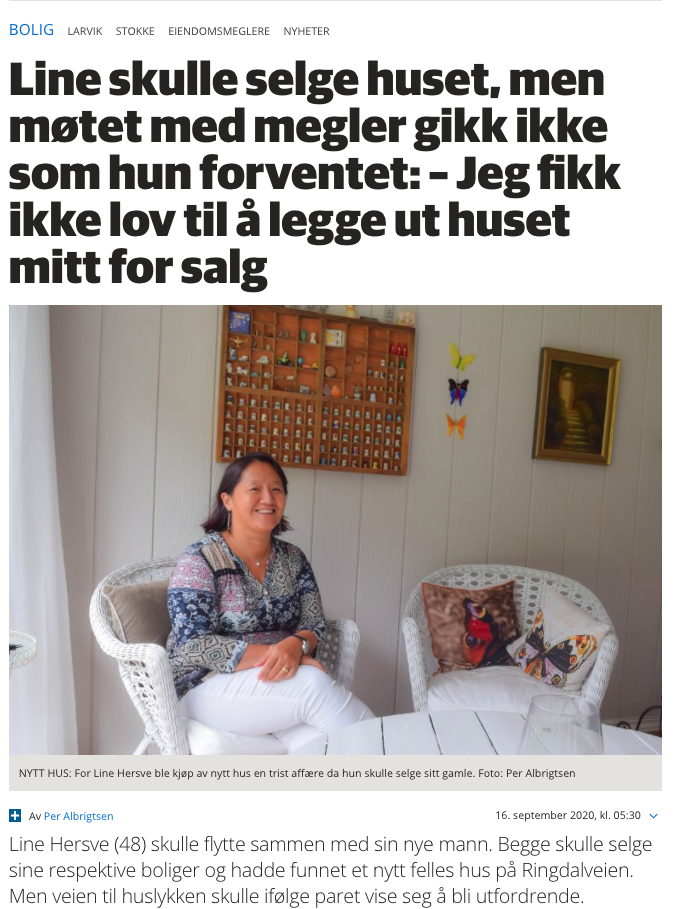 BOLIG LARVIK STOKKE EIENDOMSMEGLERE NYHETER
Line skulle selge huset, men
møtet med megler gikk ikke
som hun forventet: – Jeg fikk
ikke lov til å legge ut huset
mitt for salg
NYTT HUS: For Line Hersve ble kjøp av nytt hus en trist affære da hun skulle selge sitt gamle. Foto: Per Albrigtsen
Av Per Albrigtsen 16. september 2020, kl. 05:30
Line Hersve (48) skulle flytte sammen med sin nye mann. Begge skulle selge
sine respektive boliger og hadde funnet et nytt felles hus på Ringdalveien.
Men veien til huslykken skulle ifølge paret vise seg å bli utfordrende.